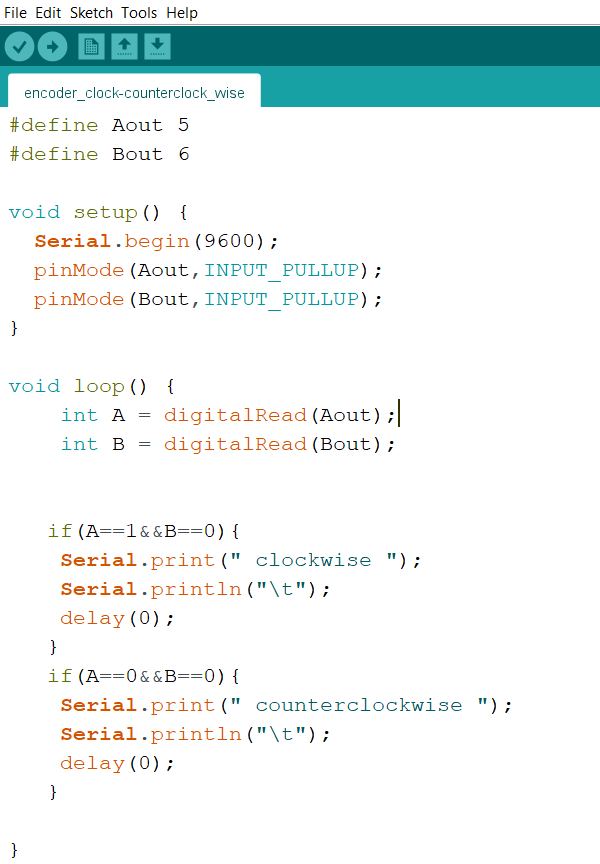 File Edit Sketch Tools Help
encoder_clock-counterclock_wise
#define Aout 5
#define Bout 6
void setup() {
  Serial.begin(9600);
  pinMode(Aout,INPUT_PULLUP);
  pinMode(Bout,INPUT_PULLUP);
}
void loop() {
    int A = digitalRead(Aout);
    int B = digitalRead(Bout);
   if(A==1&&B==0){
    Serial.print(" clockwise ");
    Serial.println("\t");
    delay(0);
   }
   if(A==0&&B==0){
    Serial.print(" counterclockwise ");
    Serial.println("\t");
    delay(0);
   }
}